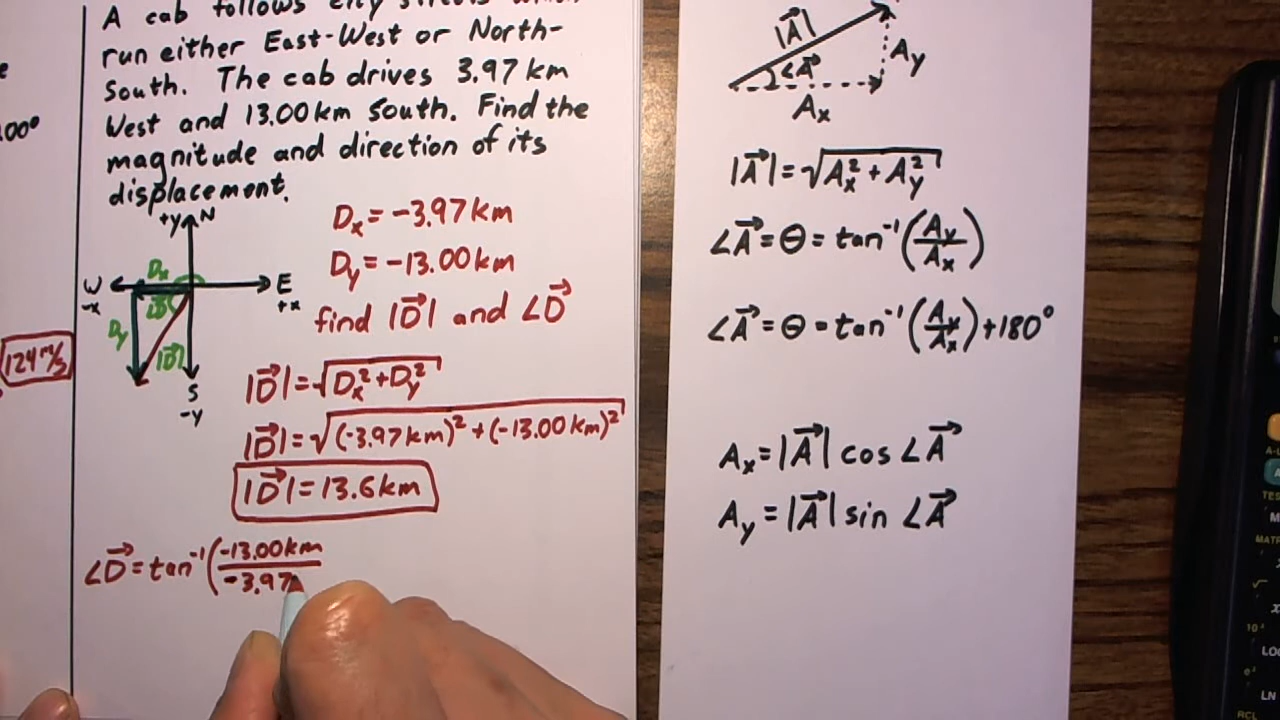 A cab follows city streets which
run either East-West or North-
South. The cab drives 3.97 km
West and 13.00 km South. Find the
magnitude and direction of its
displacement.
.00°
124 m/s
+y N
W
-x
E
+x
S
-y
Dx
∠D⃗
Dy
|D⃗|
Dx = -3.97 km
Dy = -13.00 km
find |D⃗| and ∠D⃗
|D⃗| = √(Dx² + Dy²)
|D⃗| = √((-3.97 km)² + (-13.00 km)²)
|D⃗| = 13.6 km
∠D⃗ = tan⁻¹(-13.00 km / -3.97
|A⃗|
∠A⃗
Ay
Ax
|A⃗| = √(Ax² + Ay²)
∠A⃗ = θ = tan⁻¹(Ay/Ax)
∠A⃗ = θ = tan⁻¹(Ay/Ax) + 180°
Ax = |A⃗| cos ∠A⃗
Ay = |A⃗| sin ∠A⃗
LN